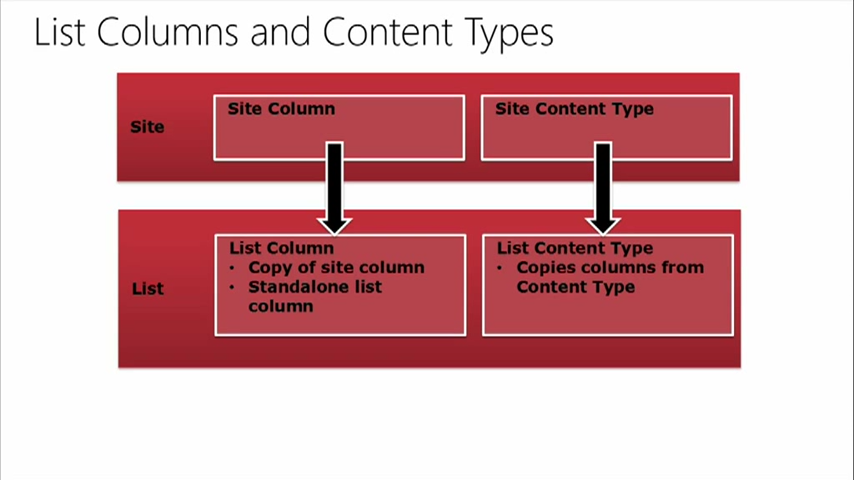 List Columns and Content Types
Site
Site Column
Site Content Type
List
List Column
• Copy of site column
• Standalone list
column
List Content Type
• Copies columns from
Content Type